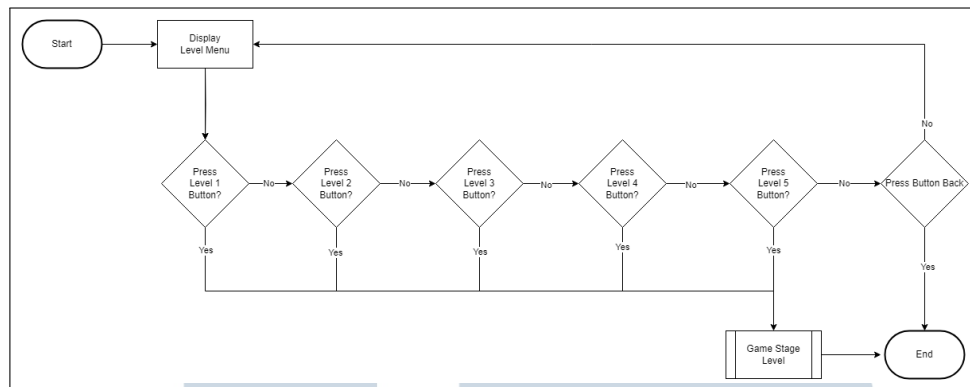 Start
Display
Level Menu
No
Press
Level 1
Button?
No
Press
Level 2
Button?
No
Press
Level 3
Button?
No
Press
Level 4
Button?
No
Press
Level 5
Button?
No
Press Button Back
Yes
Yes
Yes
Yes
Yes
Yes
Game Stage
Level
End